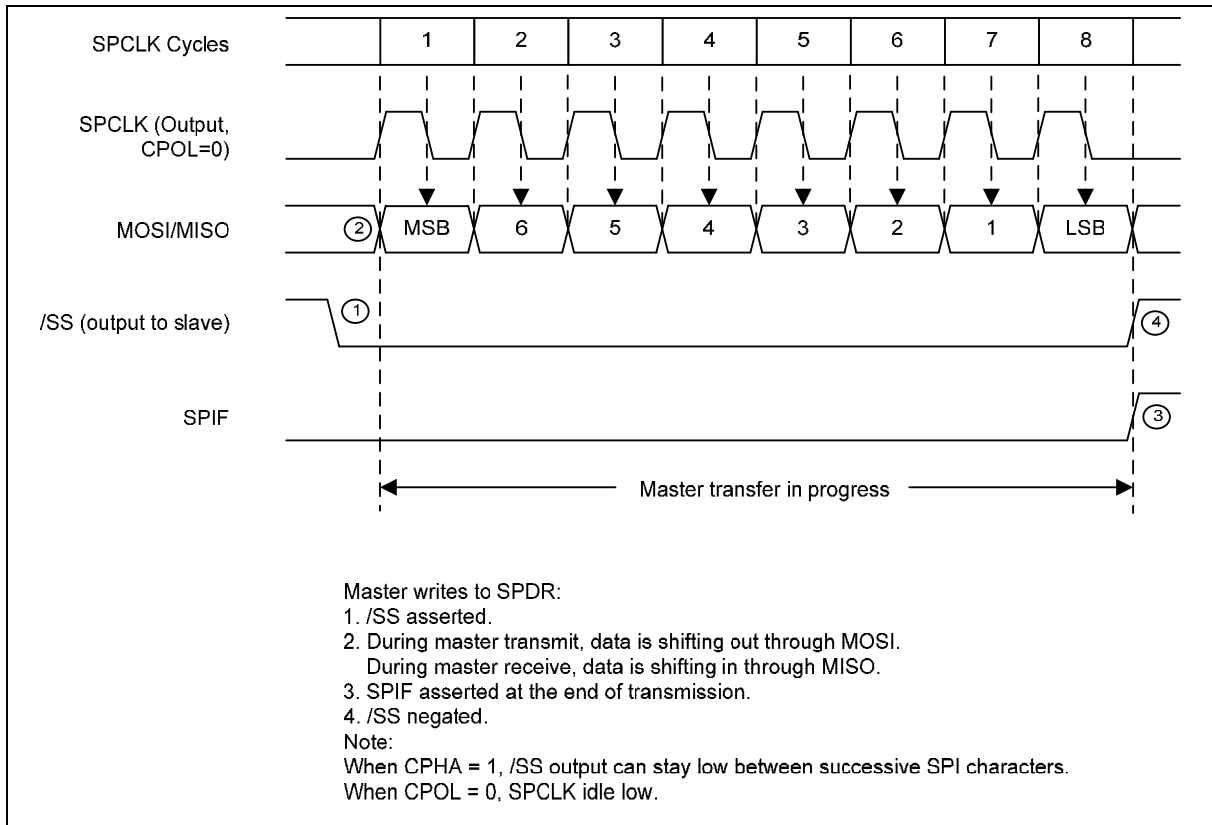 SPCLK Cycles
1 2 3 4 5 6 7 8
SPCLK (Output,
CPOL=0)
MOSI/MISO
2 MSB 6 5 4 3 2 1 LSB
/SS (output to slave)
1
4
SPIF
3
Master transfer in progress
Master writes to SPDR:
1. /SS asserted.
2. During master transmit, data is shifting out through MOSI.
During master receive, data is shifting in through MISO.
3. SPIF asserted at the end of transmission.
4. /SS negated.
Note:
When CPHA = 1, /SS output can stay low between successive SPI characters.
When CPOL = 0, SPCLK idle low.